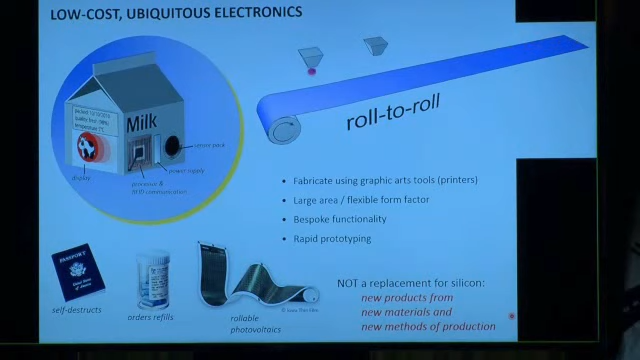 LOW-COST, UBIQUITOUS ELECTRONICS
Milk
display
processor &
RFID communication
power supply
roll-to-roll
• Fabricate using graphic arts tools (printers)
• Large area / flexible form factor
• Bespoke functionality
• Rapid prototyping
PASSPORT
self-destructs
orders refills
rollable
photovoltaics
NOT a replacement for silicon:
new products from
new materials and
new methods of production